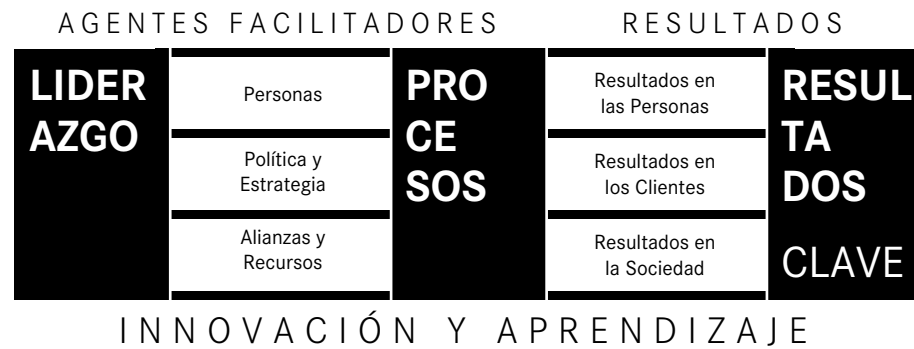 AGENTES FACILITADORES
RESULTADOS
LIDER
AZGO
Personas
Política y
Estrategia
Alianzas y
Recursos
PRO
CE
SOS
Resultados en
las Personas
Resultados en
los Clientes
Resultados en
la Sociedad
RESUL
TA
DOS
CLAVE
INNOVACIÓN Y APRENDIZAJE